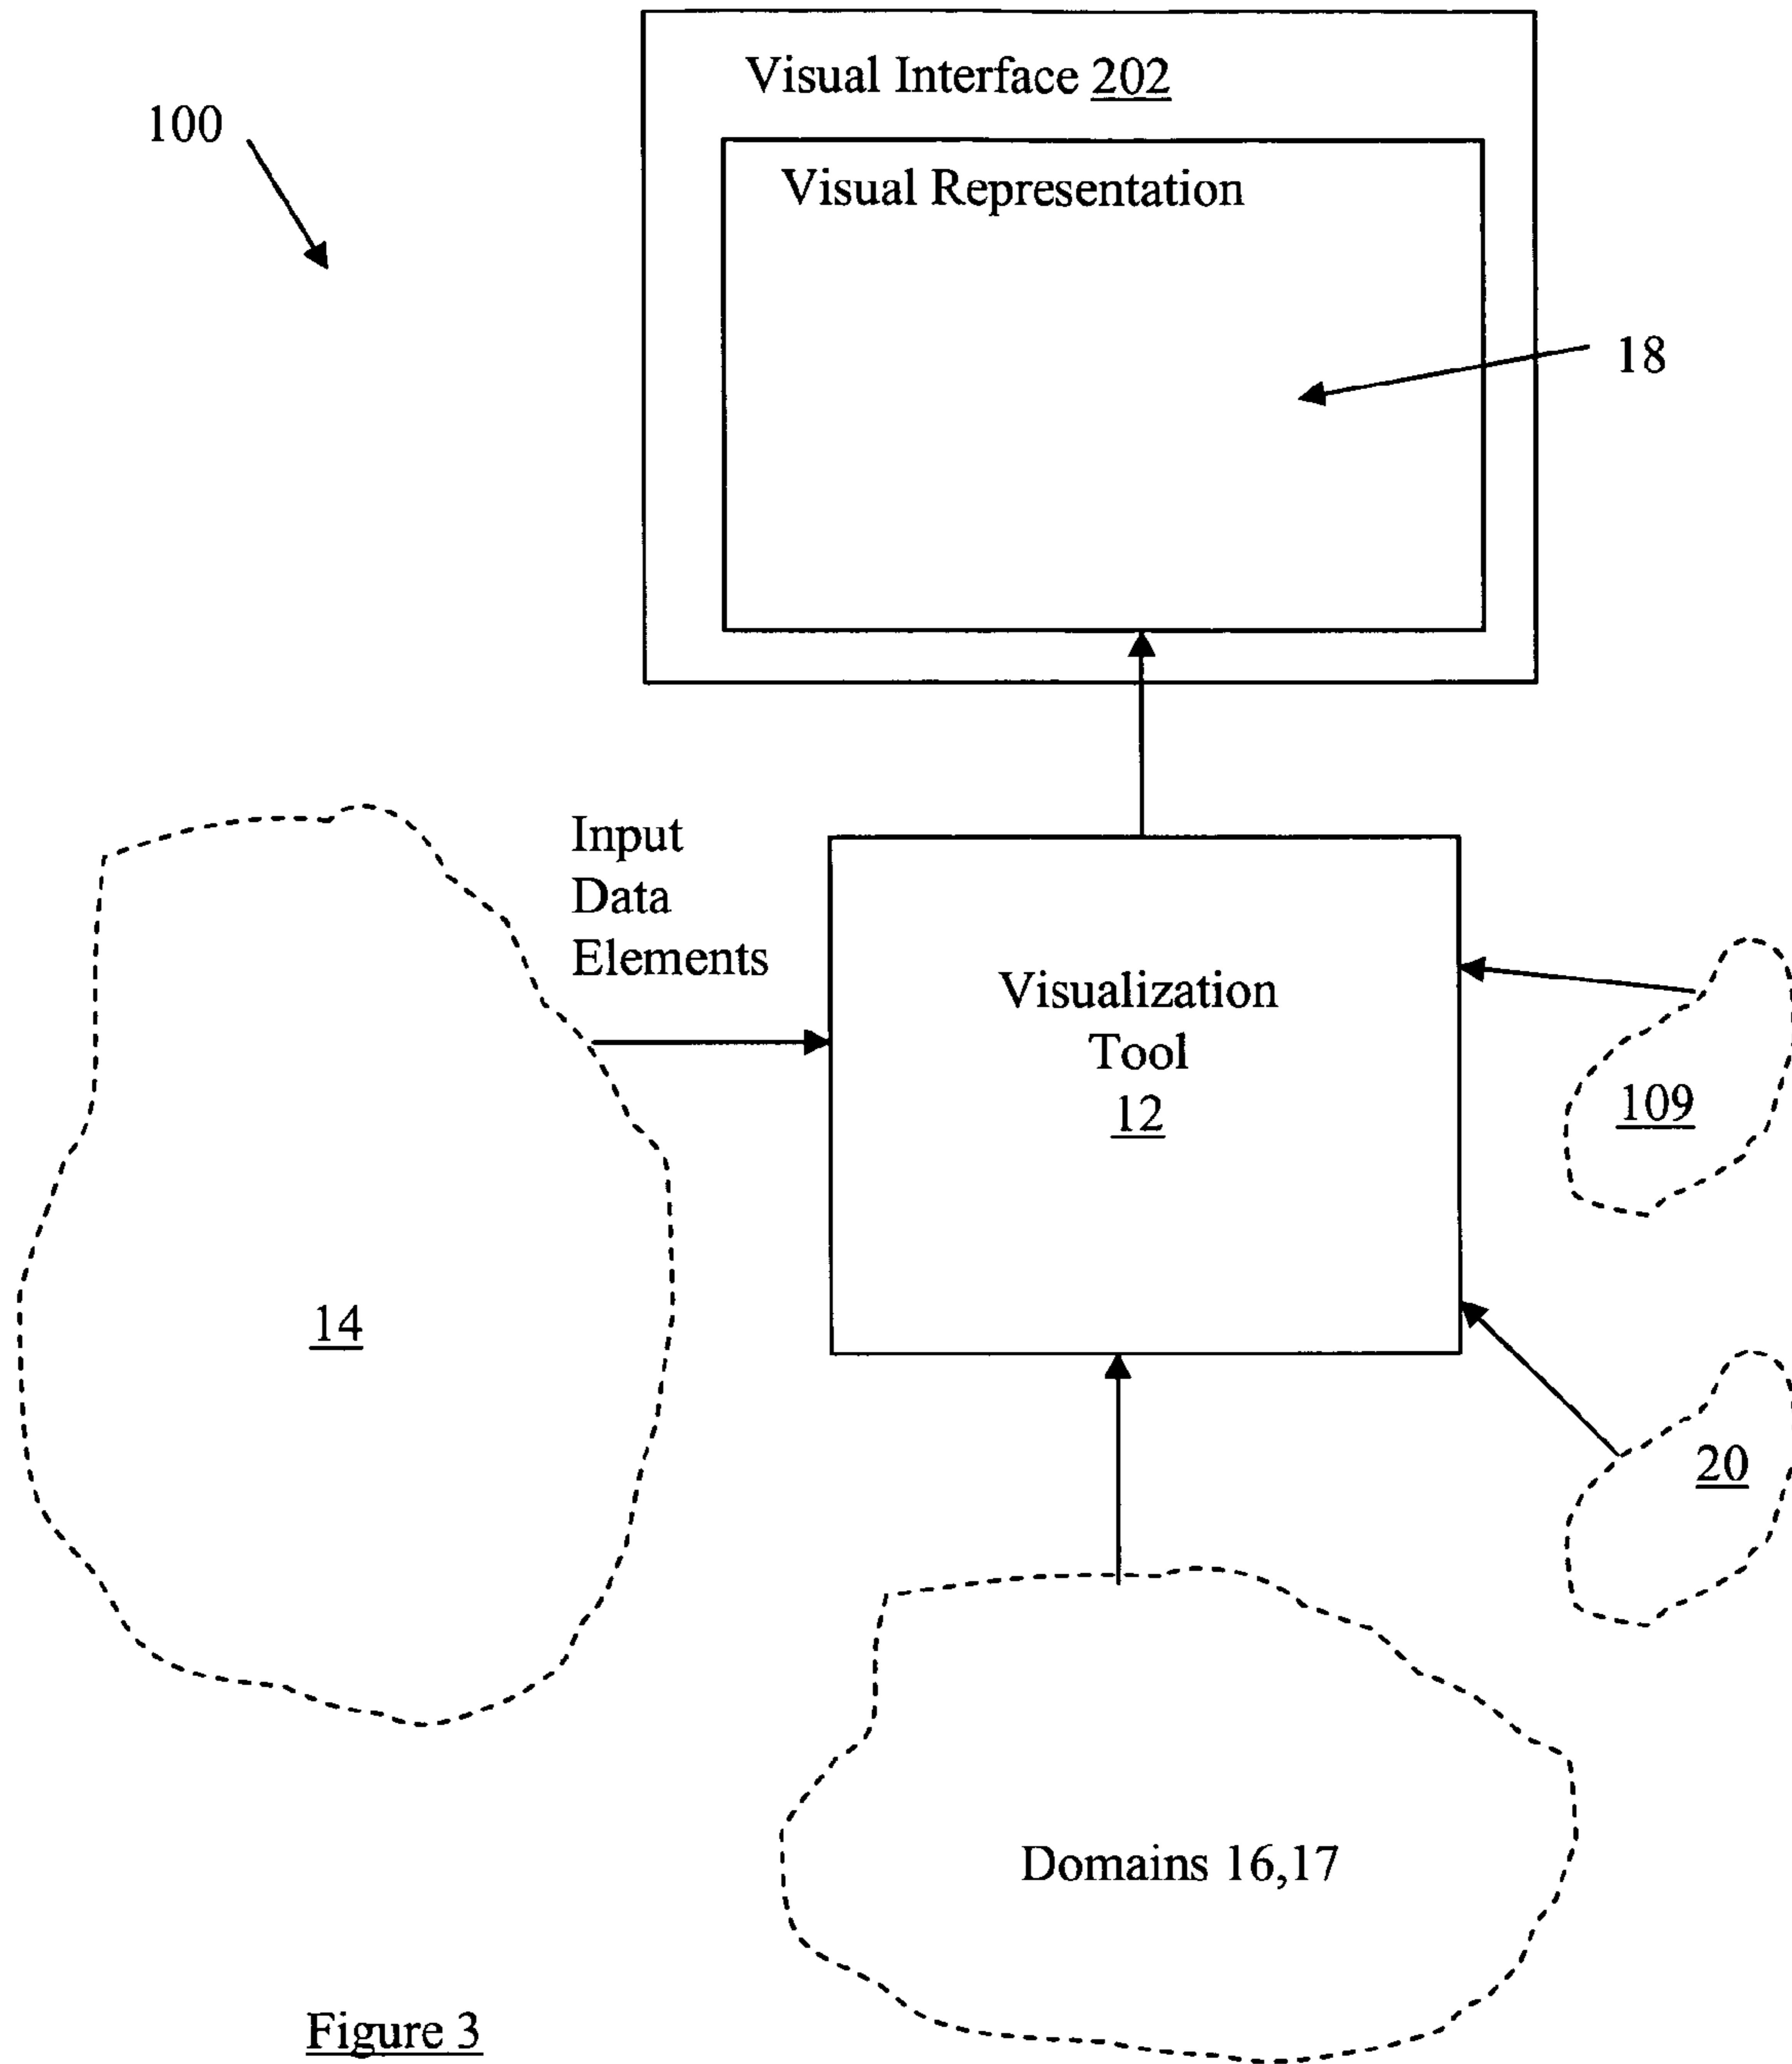 Visual Interface 202
100
Visual Representation
18
Input
Data
Elements
Visualization
Tool
12
109
14
20
Domains 16,17
Figure 3